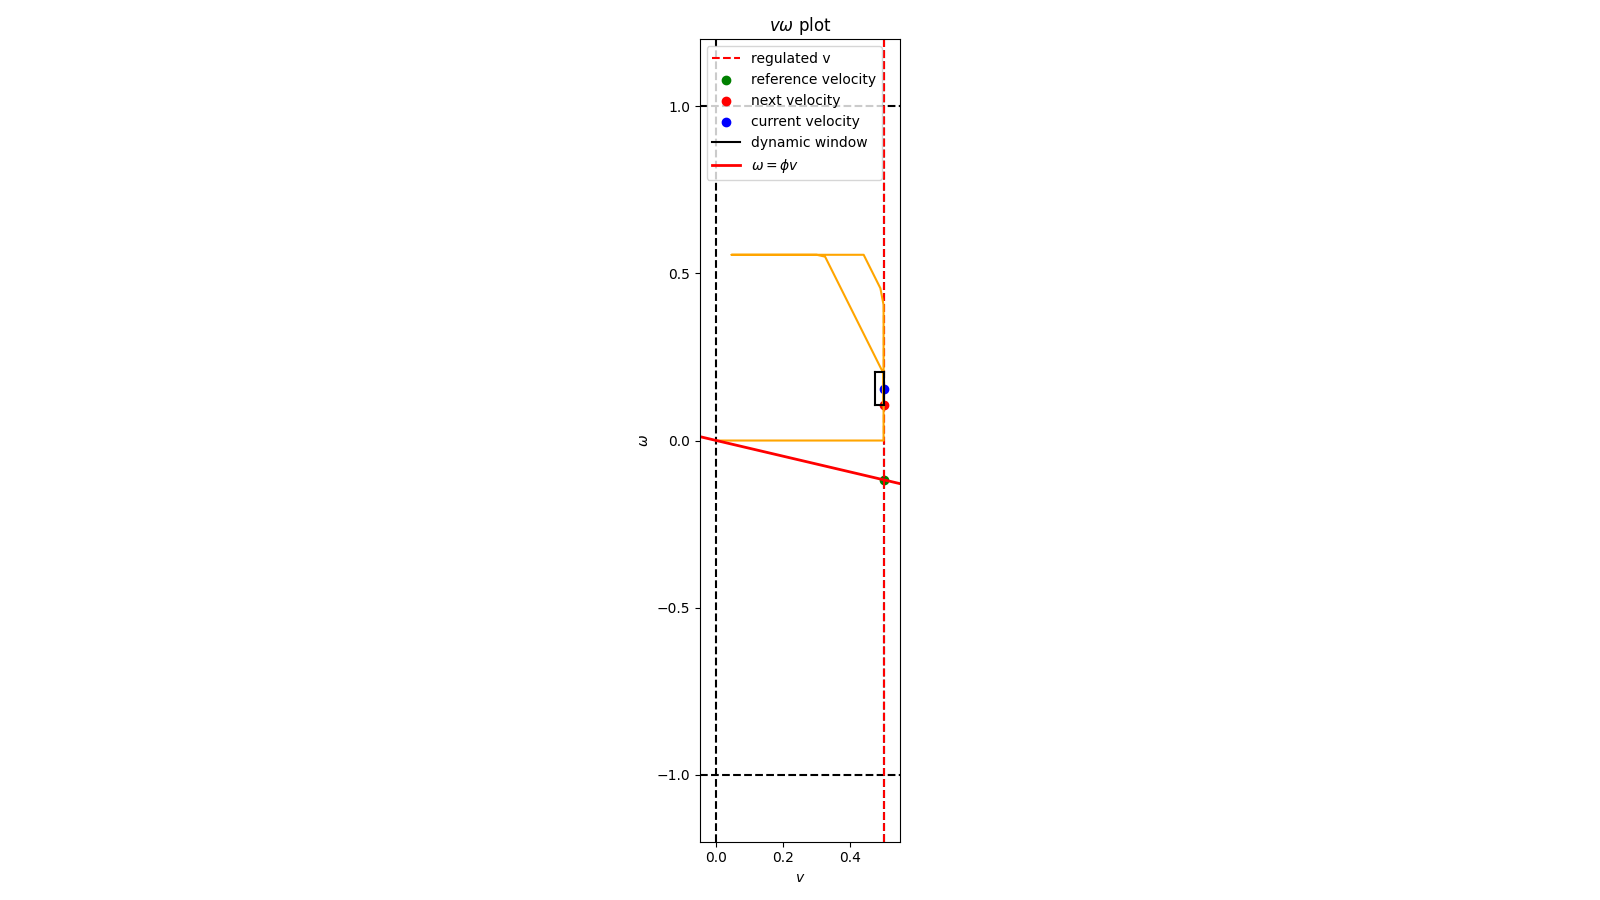 vω plot
regulated v
reference velocity
next velocity
current velocity
dynamic window
ω = ϕv
1.0
0.5
0.0
−0.5
−1.0
ω
0.0 0.2 0.4
v